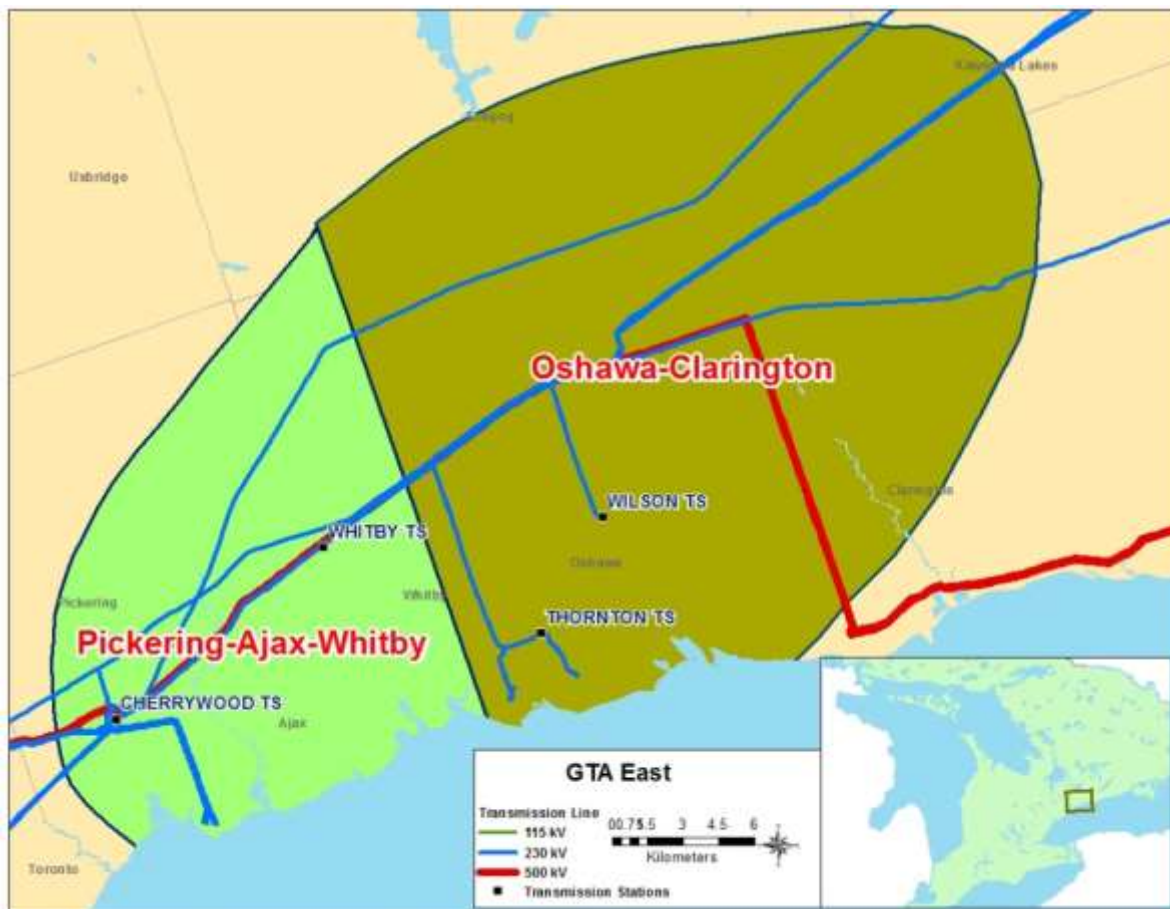 Kawartha Lakes
Scugog
Uxbridge
Oshawa-Clarington
Clarington
WILSON TS
WHITBY TS
Oshawa
Pickering
Whitby
THORNTON TS
Pickering-Ajax-Whitby
CHERRYWOOD TS
Ajax
GTA East
Transmission Line
115 kV
230 kV
500 kV
Transmission Stations
3 4.5 6
Kilometers
Toronto